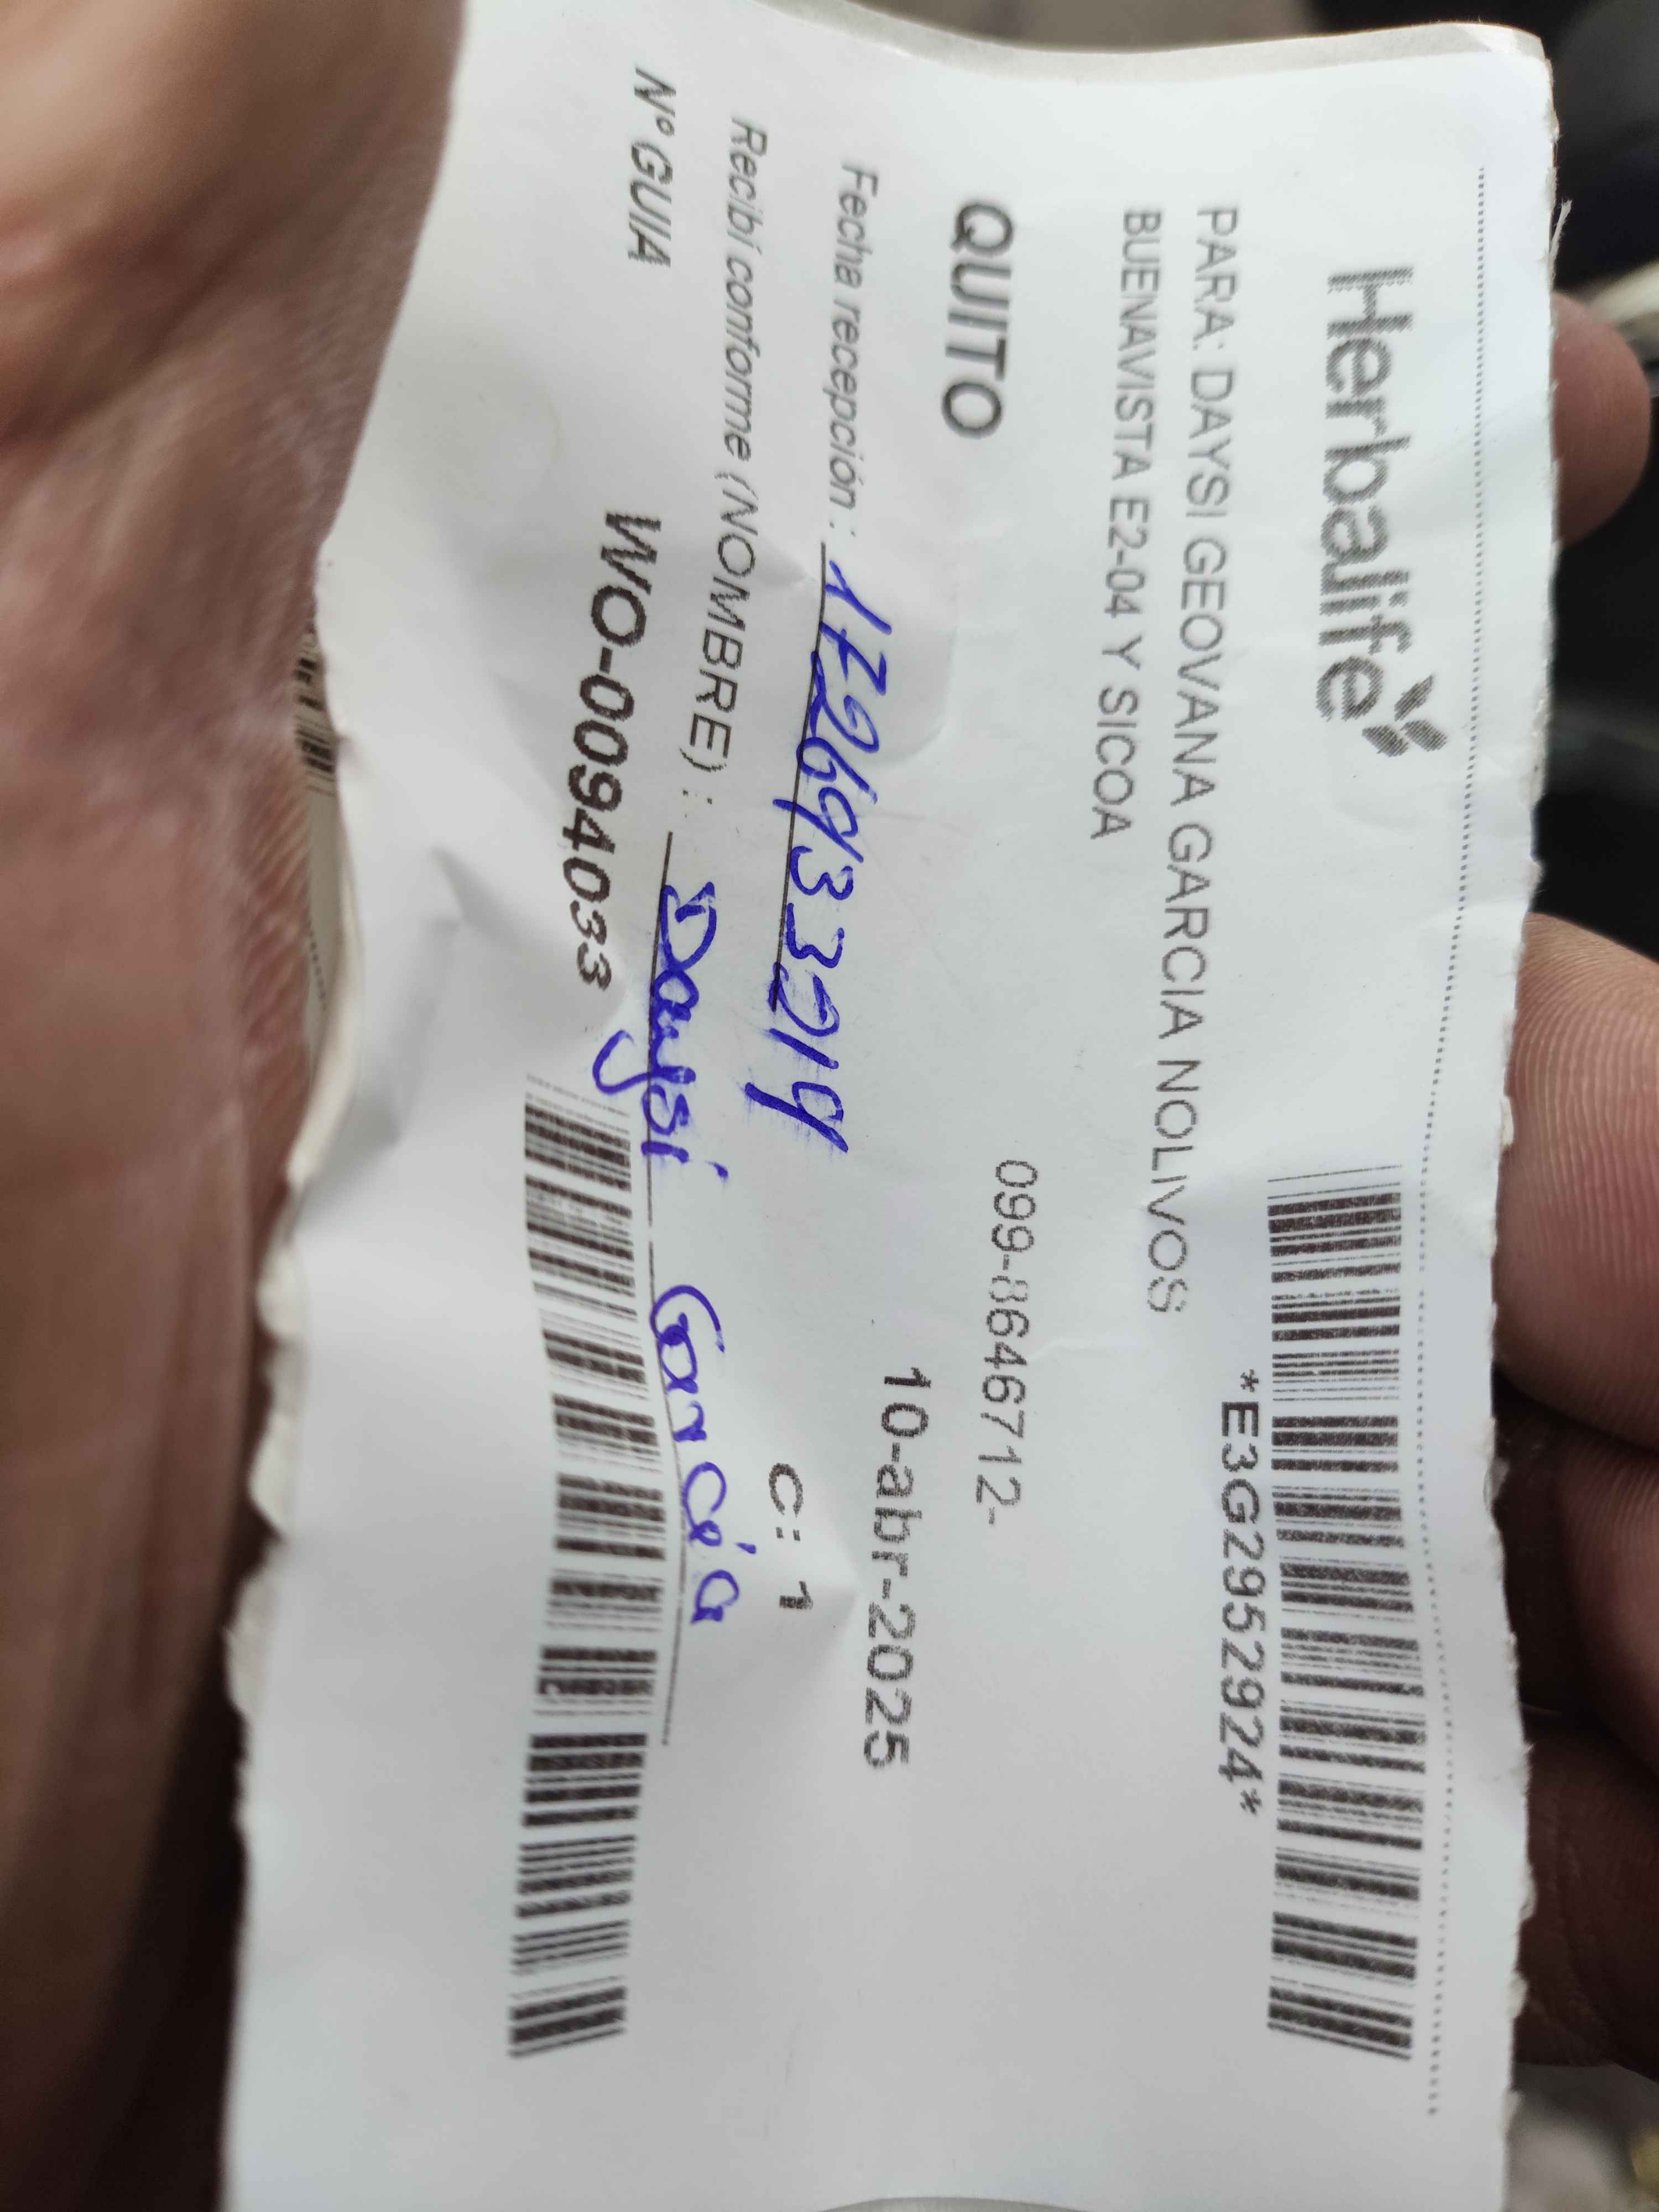 Herbalife
*E3G2952924*
PARA: DAYSI GEOVANA GARCIA NOLIVOS
BUENAVISTA E2-04 Y SICOA
099-8646712-
QUITO
10-abr-2025
Fecha recepción :
C: 1
Recibí conforme (NOMBRE) : Daysi García
Nº GUIA WO-0094033